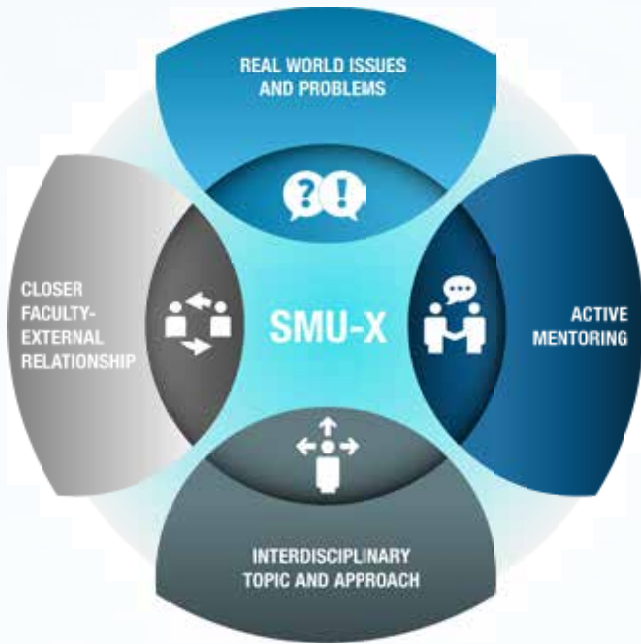 REAL WORLD ISSUES
AND PROBLEMS
?!
CLOSER
FACULTY-
EXTERNAL
RELATIONSHIP
SMU-X
ACTIVE
MENTORING
INTERDISCIPLINARY
TOPIC AND APPROACH